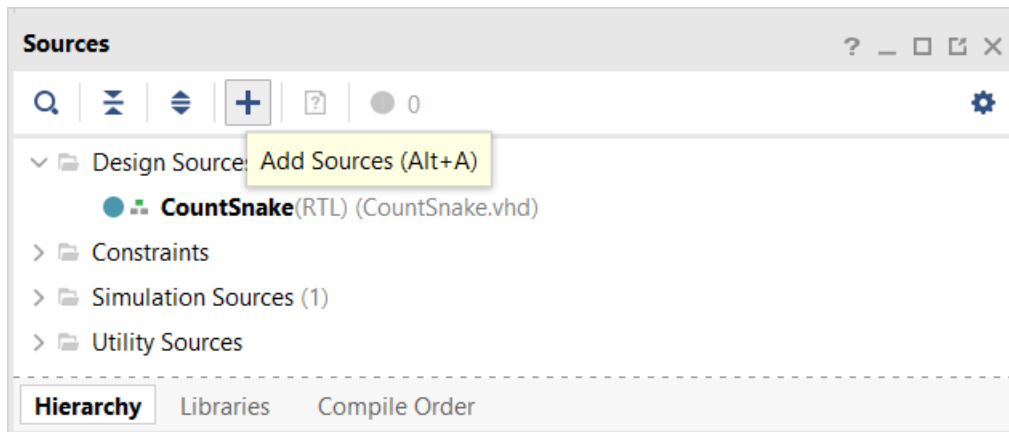 Sources
0
Add Sources (Alt+A)
Design Source
CountSnake(RTL) (CountSnake.vhd)
Constraints
Simulation Sources (1)
Utility Sources
Hierarchy Libraries Compile Order